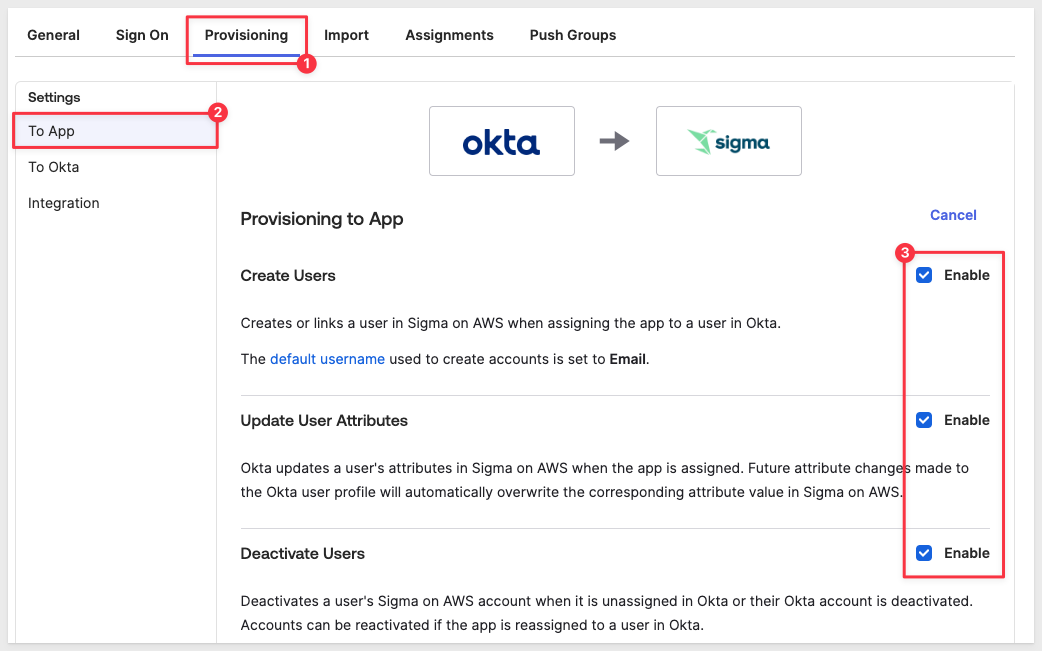 General Sign On Provisioning Import Assignments Push Groups
1
Settings
2
To App
To Okta
Integration
okta sigma
Provisioning to App Cancel
3
Create Users Enable
Creates or links a user in Sigma on AWS when assigning the app to a user in Okta.
The default username used to create accounts is set to Email.
Update User Attributes Enable
Okta updates a user's attributes in Sigma on AWS when the app is assigned. Future attribute changes made to
the Okta user profile will automatically overwrite the corresponding attribute value in Sigma on AWS.
Deactivate Users Enable
Deactivates a user's Sigma on AWS account when it is unassigned in Okta or their Okta account is deactivated.
Accounts can be reactivated if the app is reassigned to a user in Okta.